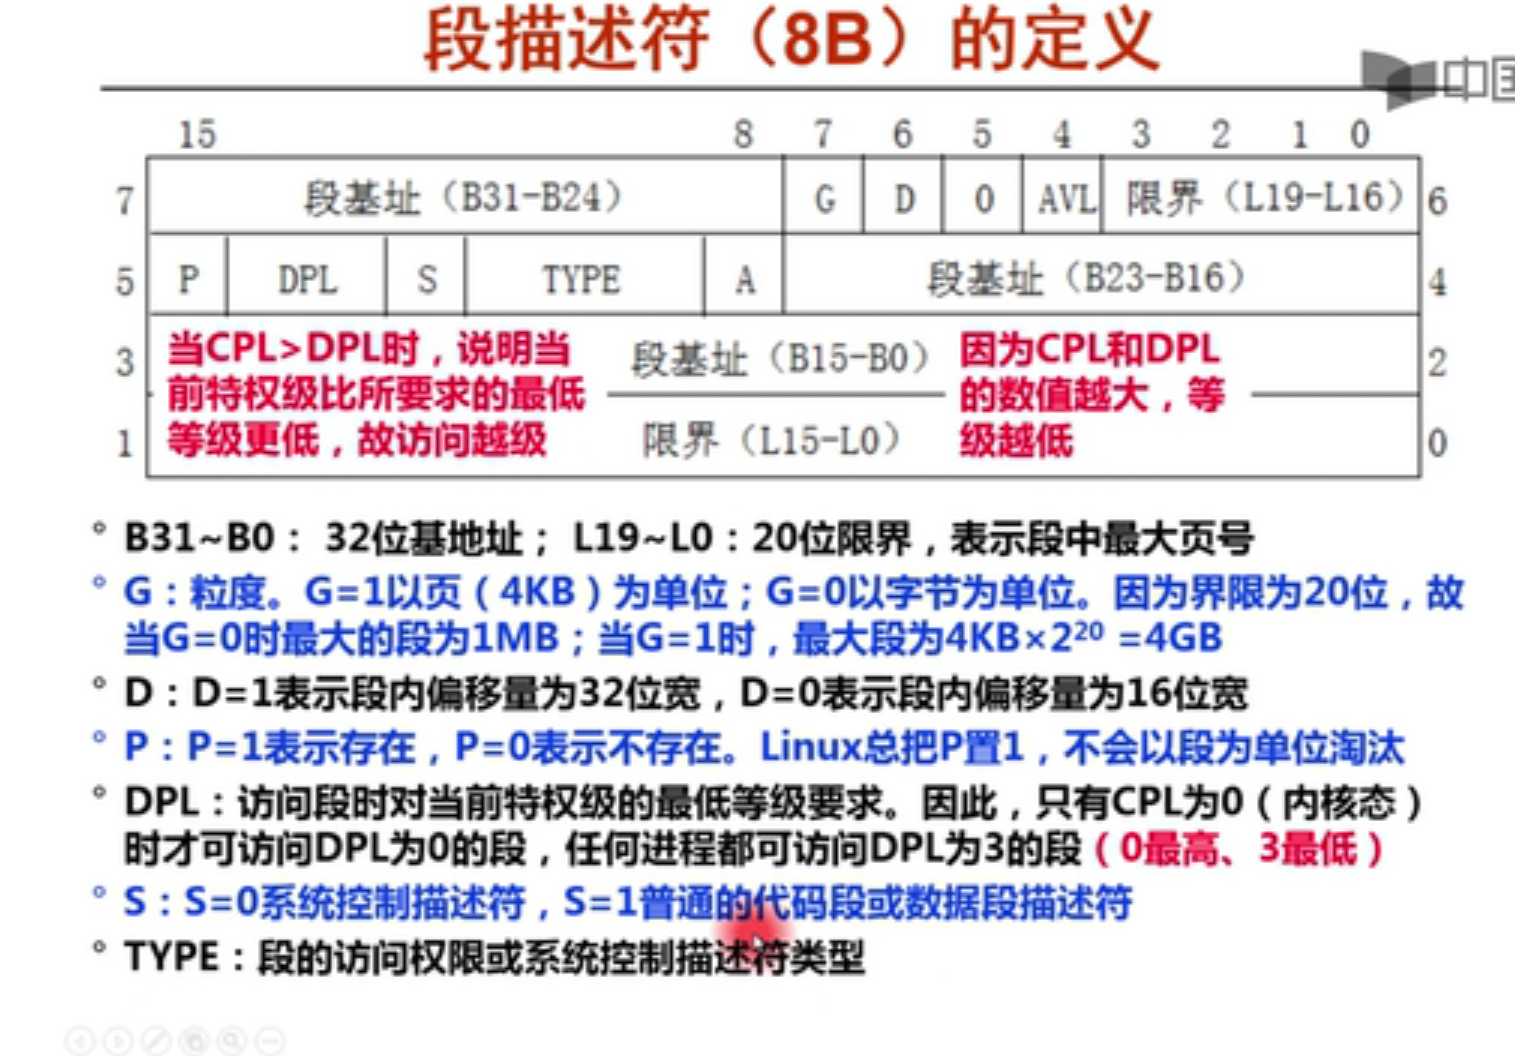 段描述符（8B）的定义
中国
15 8 7 6 5 4 3 2 1 0
7 段基址（B31-B24） G D 0 AVL 限界（L19-L16） 6
5 P DPL S TYPE A 段基址（B23-B16） 4
当CPL>DPL时，说明当
前特权级比所要求的最低
等级更低，故访问越级
3 段基址（B15-B0） 2
因为CPL和DPL
的数值越大，等
级越低
1 限界（L15-L0） 0
° B31~B0： 32位基地址； L19~L0：20位限界，表示段中最大页号
° G：粒度。G=1以页（4KB）为单位；G=0以字节为单位。因为界限为20位，故
当G=0时最大的段为1MB；当G=1时，最大段为4KB×2²⁰ =4GB
° D：D=1表示段内偏移量为32位宽，D=0表示段内偏移量为16位宽
° P：P=1表示存在，P=0表示不存在。Linux总把P置1，不会以段为单位淘汰
° DPL：访问段时对当前特权级的最低等级要求。因此，只有CPL为0（内核态）
时才可访问DPL为0的段，任何进程都可访问DPL为3的段（0最高、3最低）
° S：S=0系统控制描述符，S=1普通的代码段或数据段描述符
° TYPE：段的访问权限或系统控制描述符类型